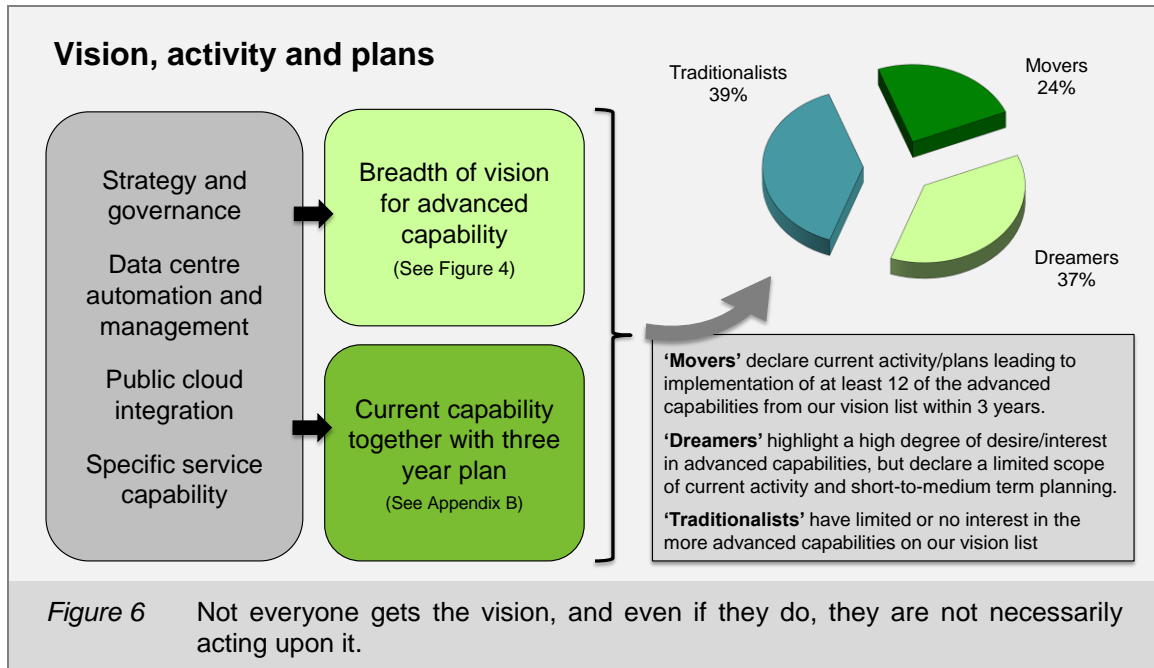 Vision, activity and plans
Strategy and
governance
Data centre
automation and
management
Public cloud
integration
Specific service
capability
Breadth of vision
for advanced
capability
(See Figure 4)
Current capability
together with three
year plan
(See Appendix B)
Traditionalists
39%
Movers
24%
Dreamers
37%
‘Movers’ declare current activity/plans leading to
implementation of at least 12 of the advanced
capabilities from our vision list within 3 years.
‘Dreamers’ highlight a high degree of desire/interest
in advanced capabilities, but declare a limited scope
of current activity and short-to-medium term planning.
‘Traditionalists’ have limited or no interest in the
more advanced capabilities on our vision list
Figure 6 Not everyone gets the vision, and even if they do, they are not necessarily
acting upon it.